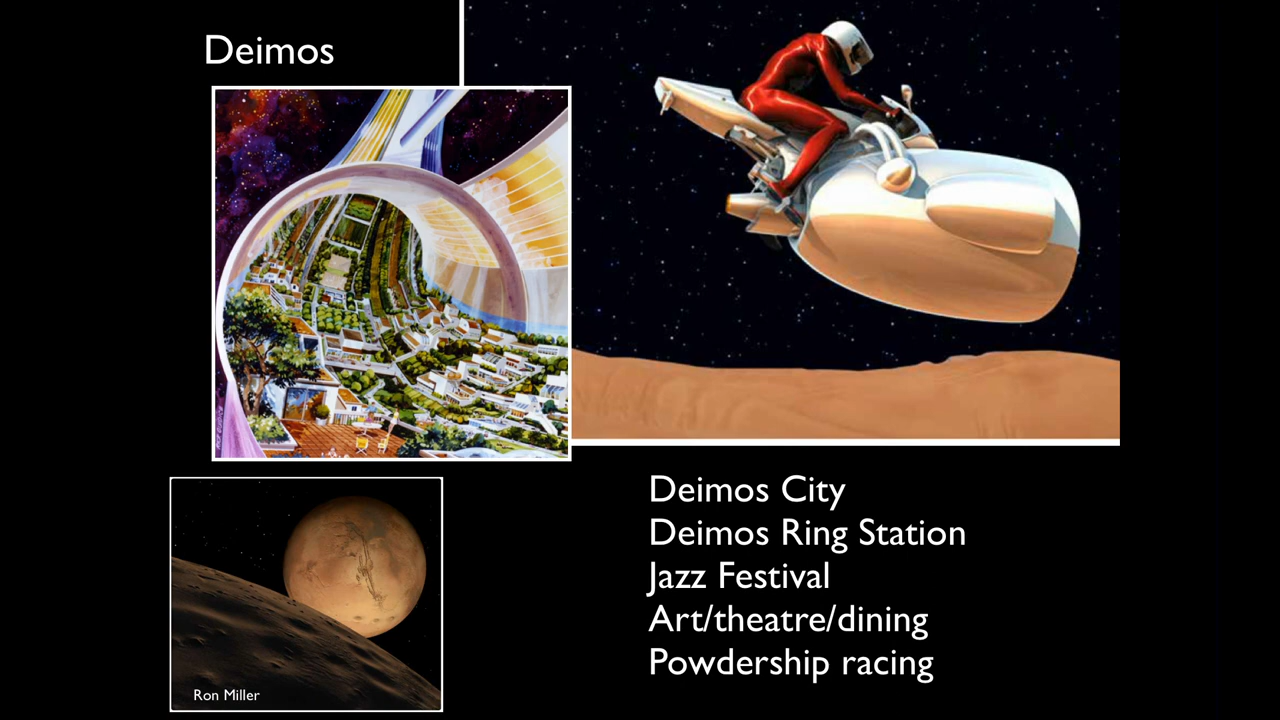 Deimos
Deimos City
Deimos Ring Station
Jazz Festival
Art/theatre/dining
Powdership racing
Ron Miller